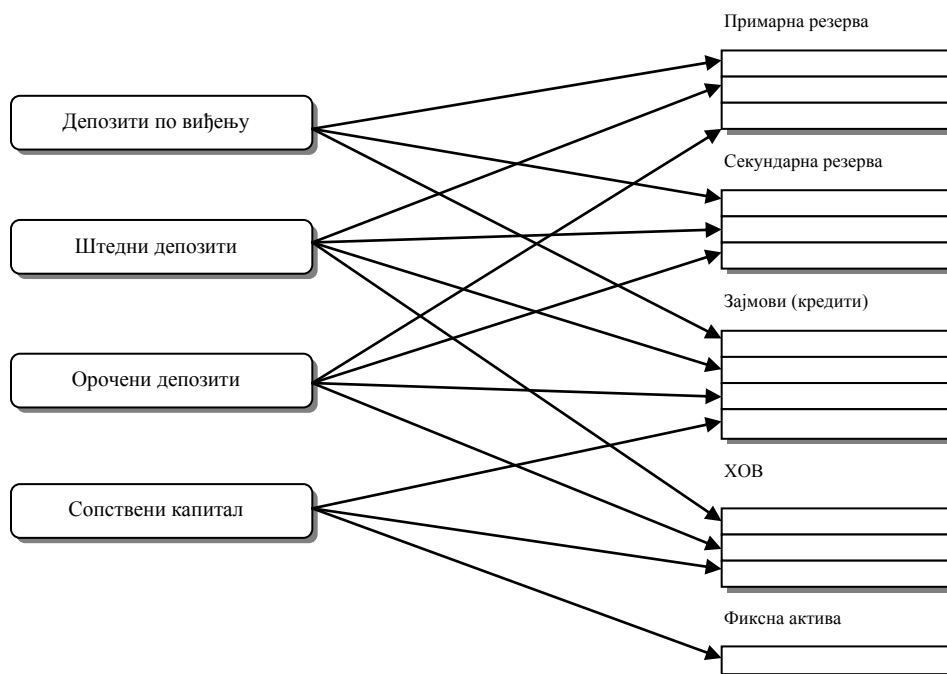 Примарна резерва
Депозити по виђењу
Секундарна резерва
Штедни депозити
Зајмови (кредити)
Орочени депозити
ХОВ
Сопствени капитал
Фиксна актива